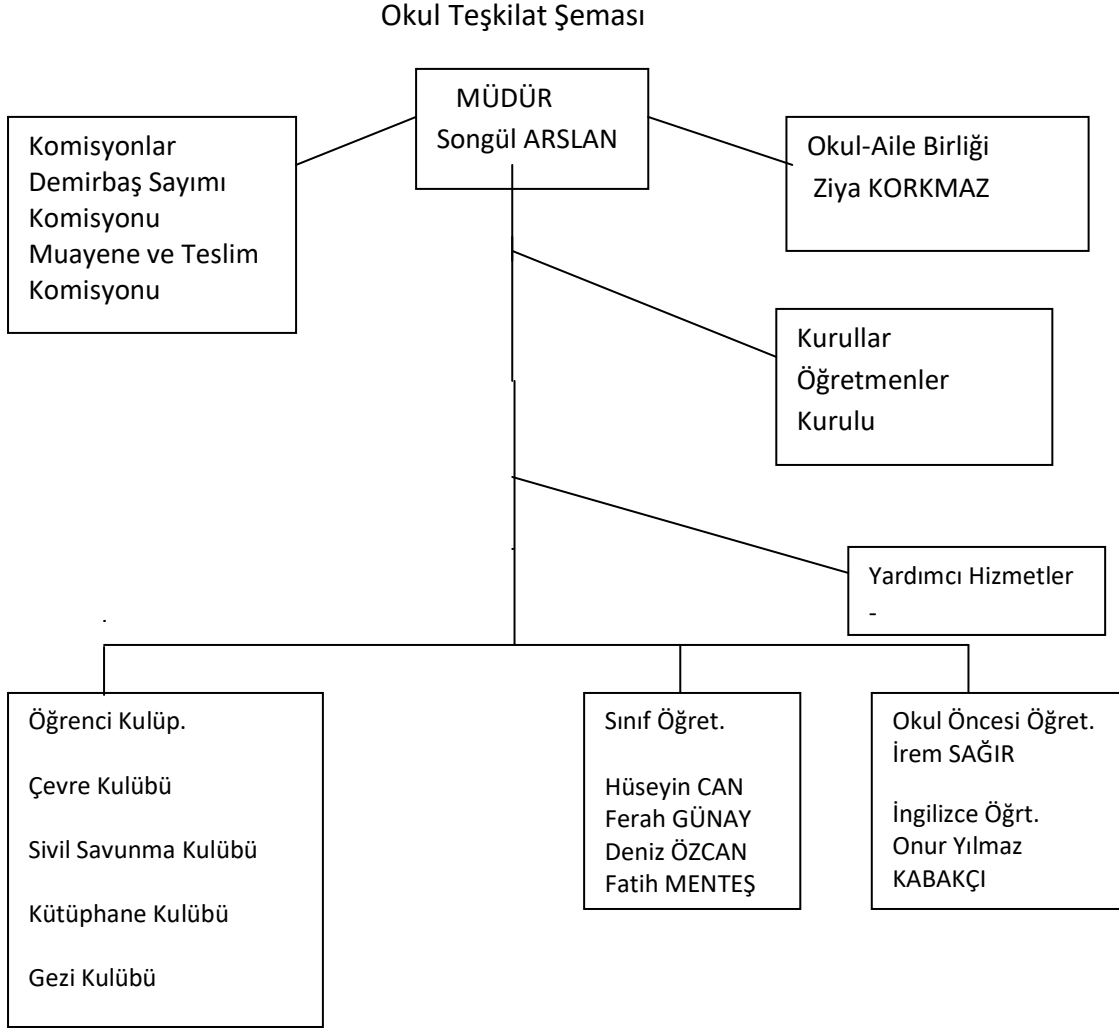 Okul Teşkilat Şeması
MÜDÜR
Songül ARSLAN
Komisyonlar
Demirbaş Sayımı
Komisyonu
Muayene ve Teslim
Komisyonu
Okul-Aile Birliği
Ziya KORKMAZ
Kurullar
Öğretmenler
Kurulu
Yardımcı Hizmetler
-
Öğrenci Kulüp.
Çevre Kulübü
Sivil Savunma Kulübü
Kütüphane Kulübü
Gezi Kulübü
Sınıf Öğret.
Hüseyin CAN
Ferah GÜNAY
Deniz ÖZCAN
Fatih MENTEŞ
Okul Öncesi Öğret.
İrem SAĞIR
İngilizce Öğrt.
Onur Yılmaz
KABAKÇI